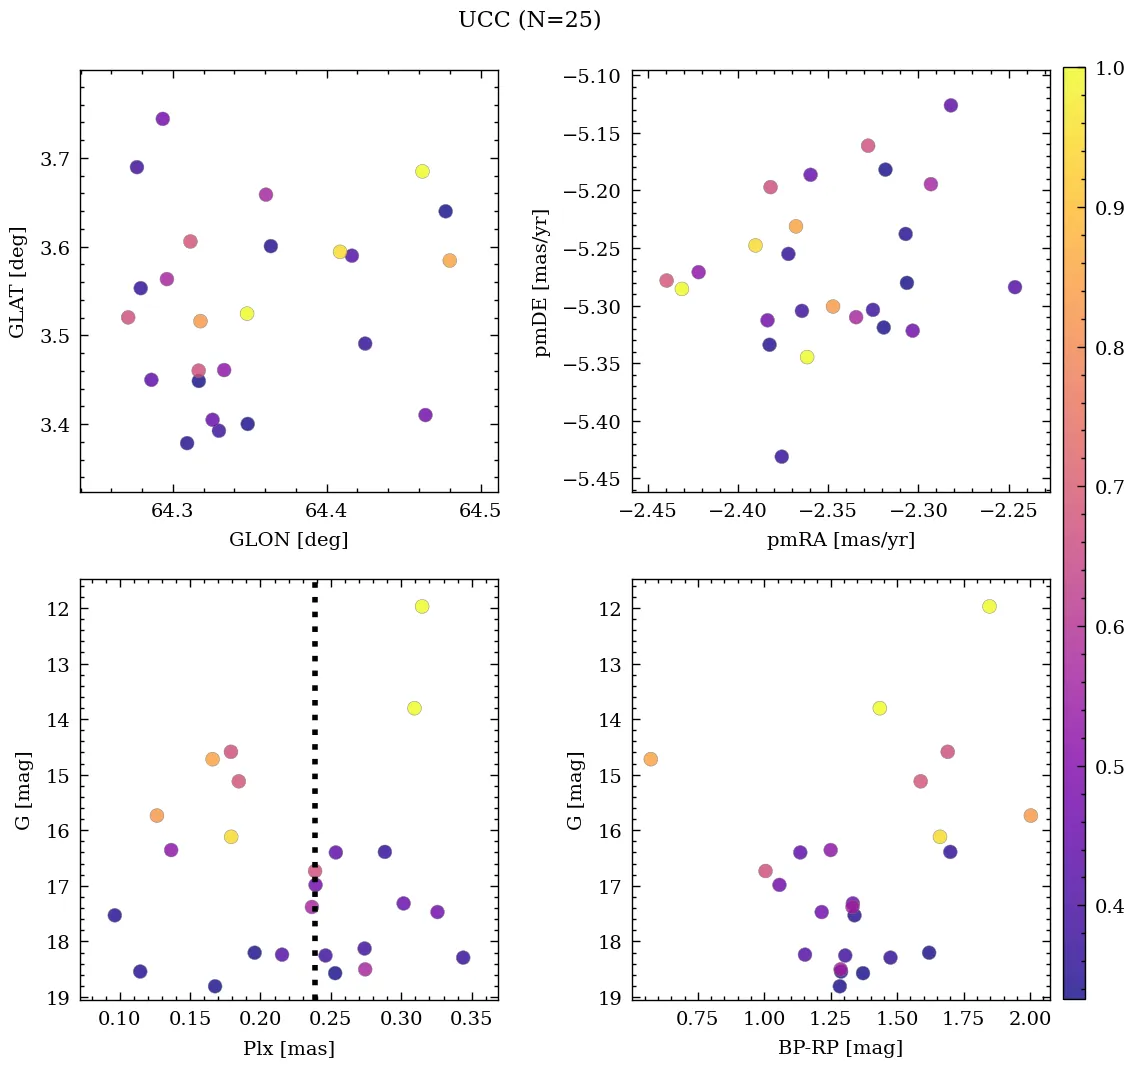 UCC (N=25)
3.7
3.6
3.5
3.4
GLAT [deg]
64.3 64.4 64.5
GLON [deg]
−5.10
−5.15
−5.20
−5.25
−5.30
−5.35
−5.40
−5.45
pmDE [mas/yr]
−2.45 −2.40 −2.35 −2.30 −2.25
pmRA [mas/yr]
12
13
14
15
16
17
18
19
G [mag]
0.10 0.15 0.20 0.25 0.30 0.35
Plx [mas]
12
13
14
15
16
17
18
19
G [mag]
0.75 1.00 1.25 1.50 1.75 2.00
BP-RP [mag]
1.0
0.9
0.8
0.7
0.6
0.5
0.4